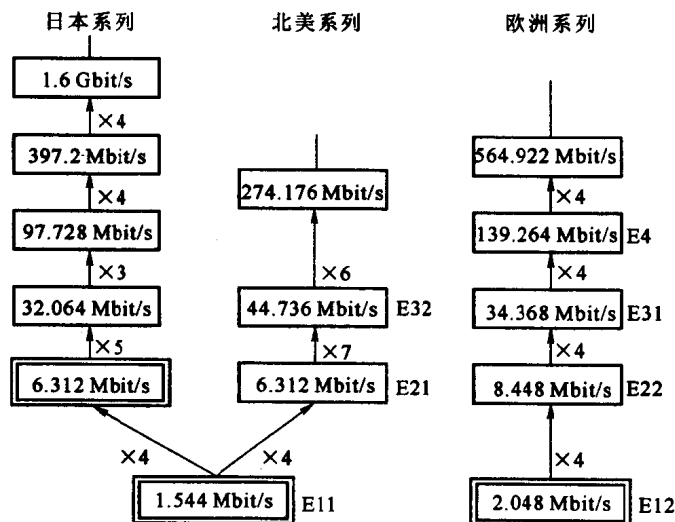 日本系列 北美系列 欧洲系列
1.6 Gbit/s
×4
397.2 Mbit/s 564.922 Mbit/s
×4 274.176 Mbit/s ×4
97.728 Mbit/s 139.264 Mbit/s E4
×3 ×6 ×4
32.064 Mbit/s 44.736 Mbit/s E32 34.368 Mbit/s E31
×5 ×7 ×4
6.312 Mbit/s 6.312 Mbit/s E21 8.448 Mbit/s E22
×4 ×4 ×4
1.544 Mbit/s E11 2.048 Mbit/s E12